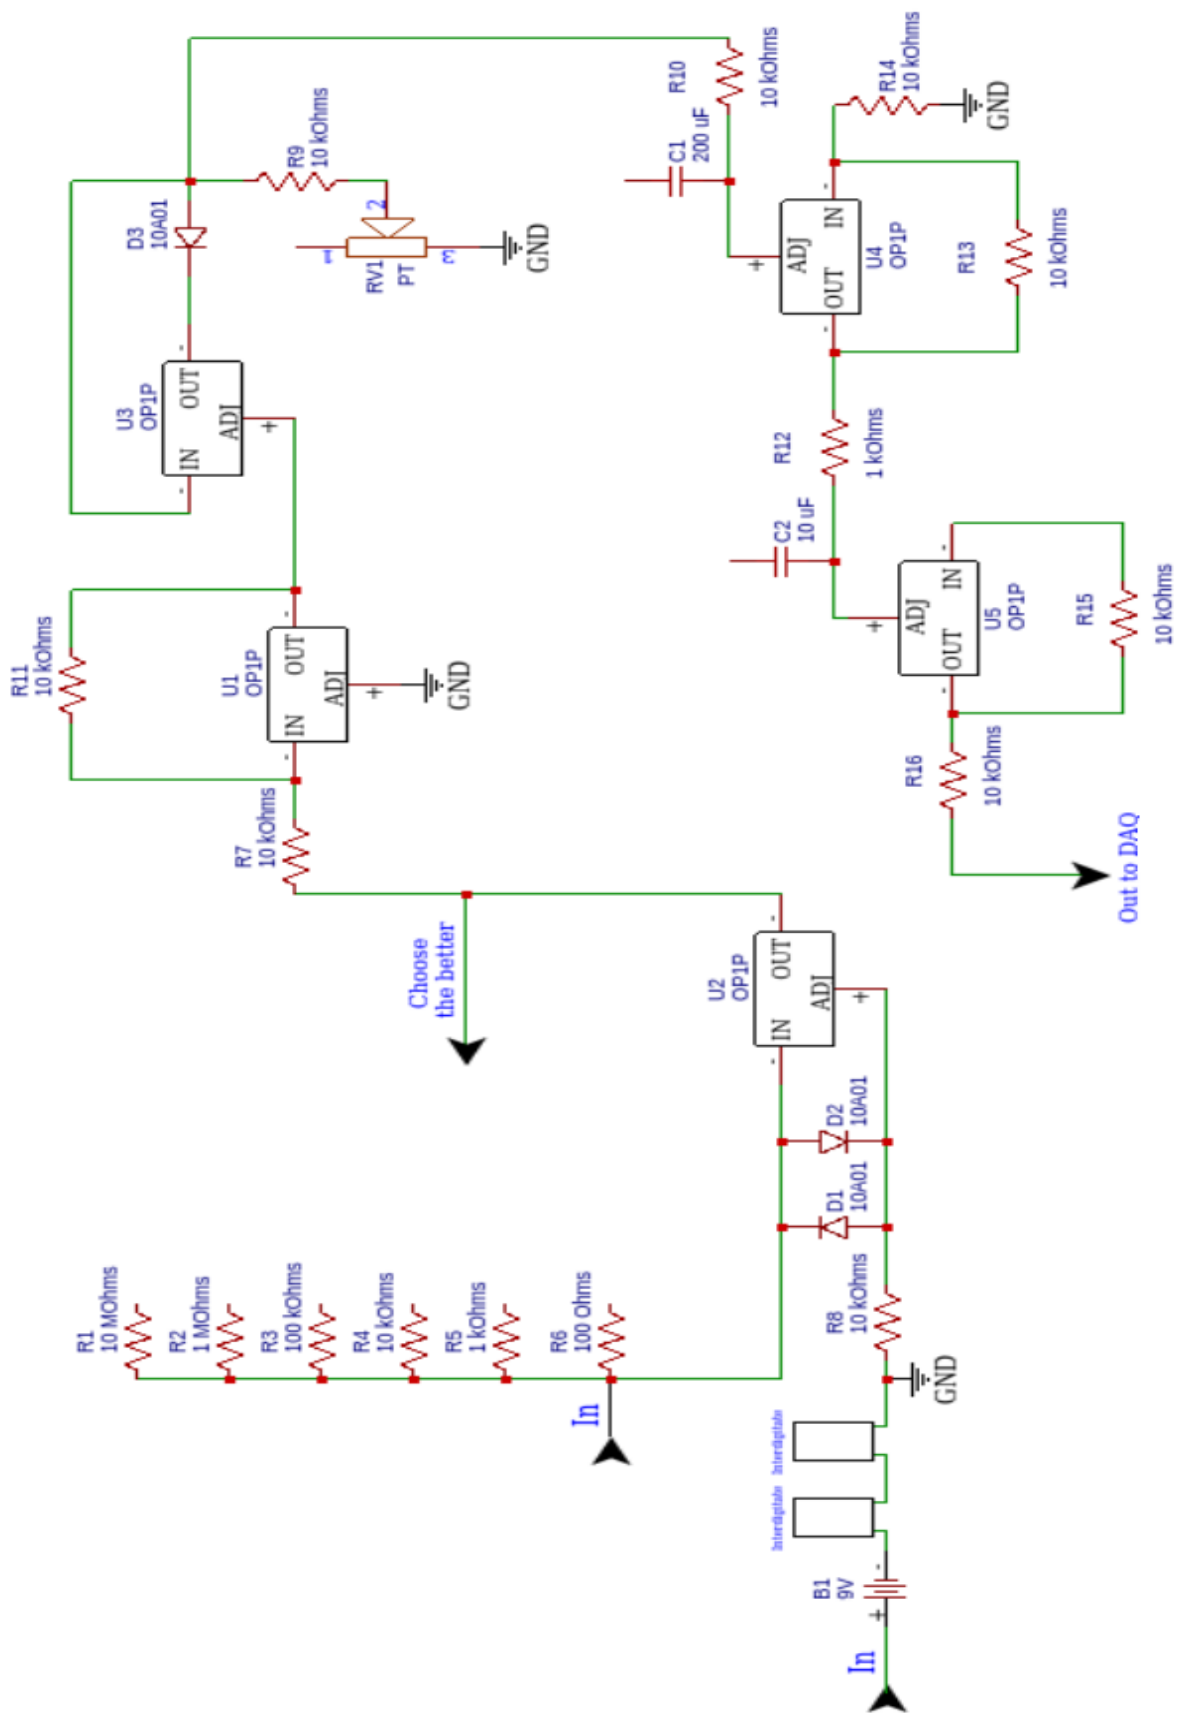 R10
10 kOhms
C1
200 uF
R14
10 kOhms
GND
R9
10 kOhms
D3
10A01
2
1
3
RV1
PT
GND
IN
-
ADJ
+
OUT
-
U4
OP1P
R13
10 kOhms
U3
OP1P
-
OUT
ADJ
+
IN
-
R12
1 kOhms
C2
10 uF
R11
10 kOhms
U1
OP1P
-
OUT
ADJ
+
IN
-
GND
-
IN
ADJ
+
OUT
-
U5
OP1P
R15
10 kOhms
R16
10 kOhms
Out to DAQ
R7
10 kOhms
Choose
the better
U2
OP1P
-
OUT
ADJ
+
IN
-
D2
10A01
D1
10A01
R1
10 MOhms
R2
1 MOhms
R3
100 kOhms
R4
10 kOhms
R5
1 kOhms
R6
100 Ohms
R8
10 kOhms
GND
In
Interdigitale
Interdigitale
B1
9V
-
+
In